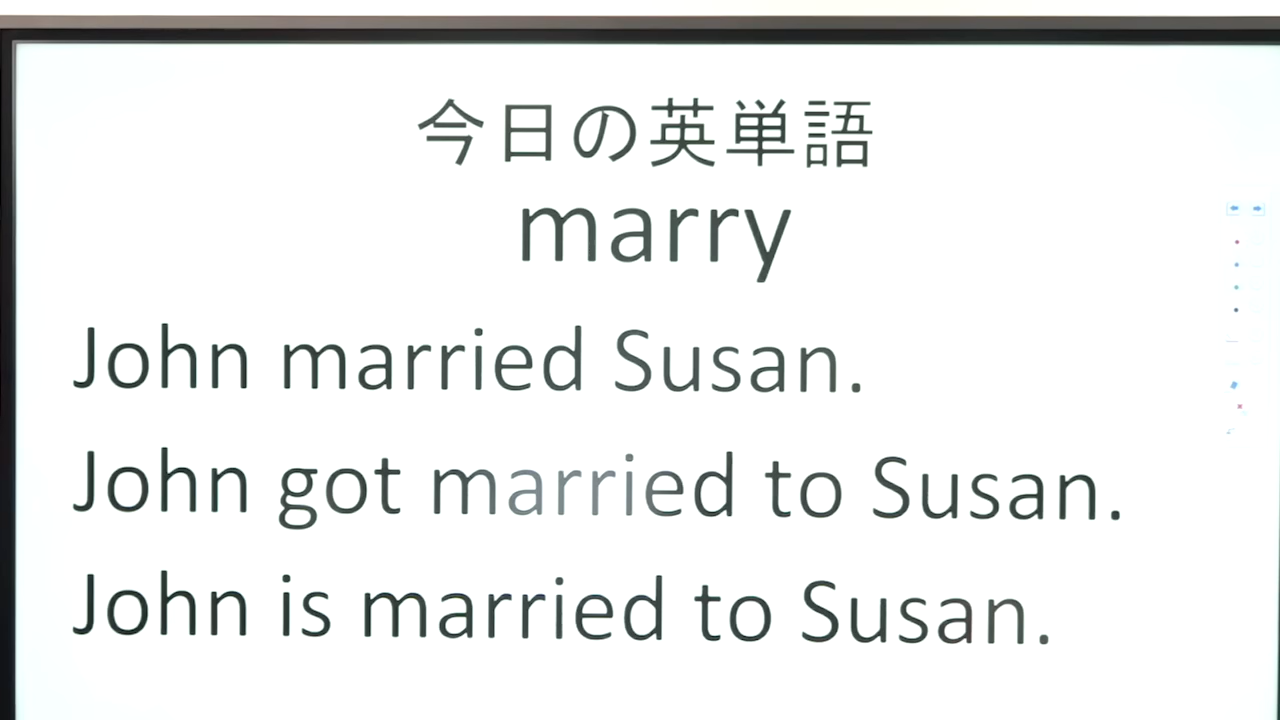 今日の英単語
marry
John married Susan.
John got married to Susan.
John is married to Susan.